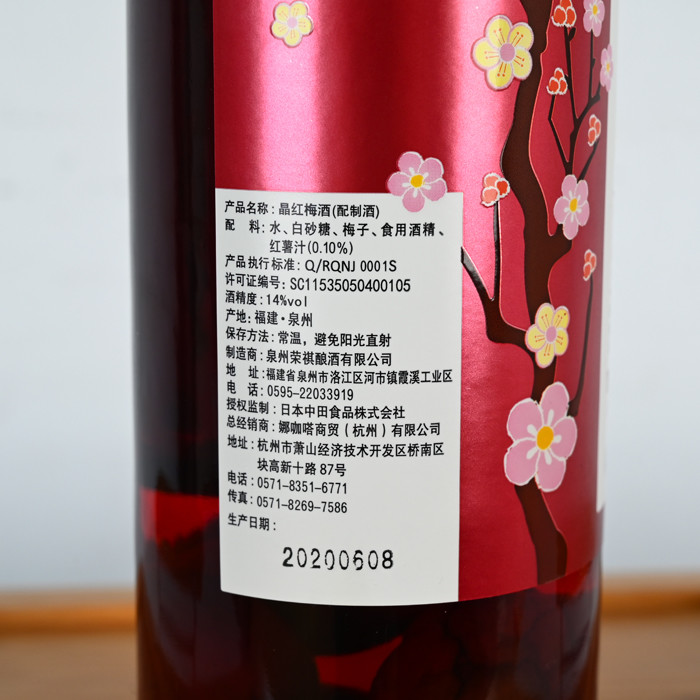 产品名称：晶红梅酒(配制酒)
配　料：水、白砂糖、梅子、食用酒精、
红薯汁(0.10%)
产品执行标准：Q/RQNJ 0001S
许可证编号：SC11535050400105
酒精度：14%vol
产地：福建·泉州
保存方法：常温，避免阳光直射
制造商：泉州荣祺酿酒有限公司
地　址：福建省泉州市洛江区河市镇霞溪工业区
电　话：0595-22033919
授权监制：日本中田食品株式会社
总经销商：娜咖嗒商贸（杭州）有限公司
地址：杭州市萧山经济技术开发区桥南区
块高新十路87号
电话：0571-8351-6771
传真：0571-8269-7586
生产日期：
20200608